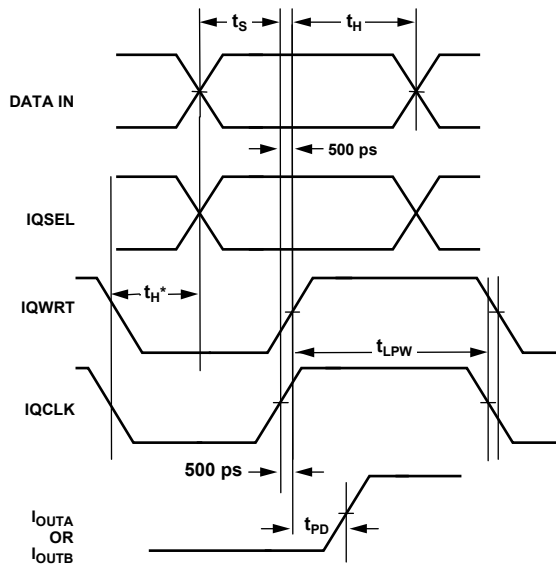 tS
tH
DATA IN
500 ps
IQSEL
tH*
IQWRT
tLPW
IQCLK
500 ps
IOUTA
OR
IOUTB
tPD